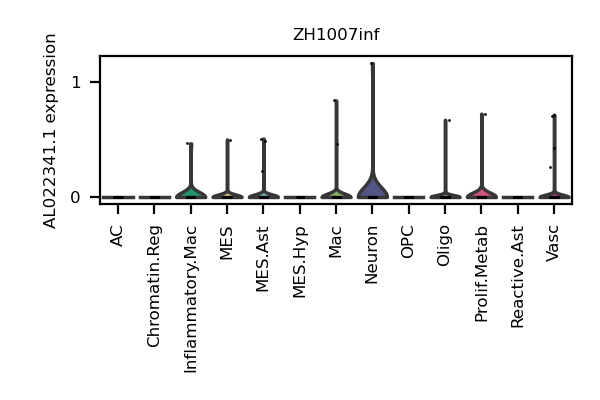 ZH1007inf
AL022341.1 expression
1
0
AC
Chromatin.Reg
Inflammatory.Mac
MES
MES.Ast
MES.Hyp
Mac
Neuron
OPC
Oligo
Prolif.Metab
Reactive.Ast
Vasc